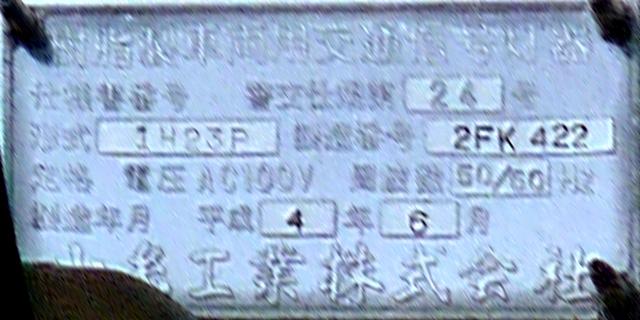 樹脂製車両用交通信号灯器
仕様書番号 警交仕規第 24 号
形式 1H23P 製造番号 2FK 422
定格 電圧 AC100V 周波数 50/60 Hz
製造年月 平成 4 年 6 月
工業株式会社